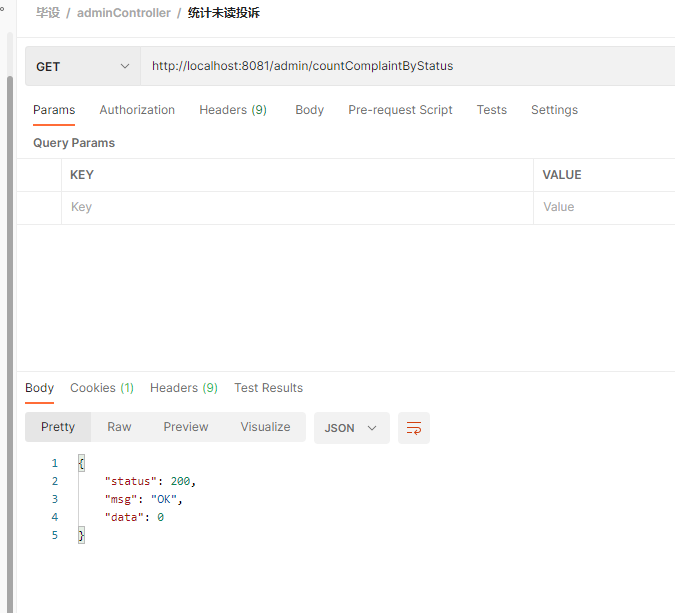 毕设 / adminController / 统计未读投诉
GET http://localhost:8081/admin/countComplaintByStatus
Params Authorization Headers (9) Body Pre-request Script Tests Settings
Query Params
KEY VALUE
Key Value
Body Cookies (1) Headers (9) Test Results
Pretty Raw Preview Visualize JSON
1 {
2 "status": 200,
3 "msg": "OK",
4 "data": 0
5 }